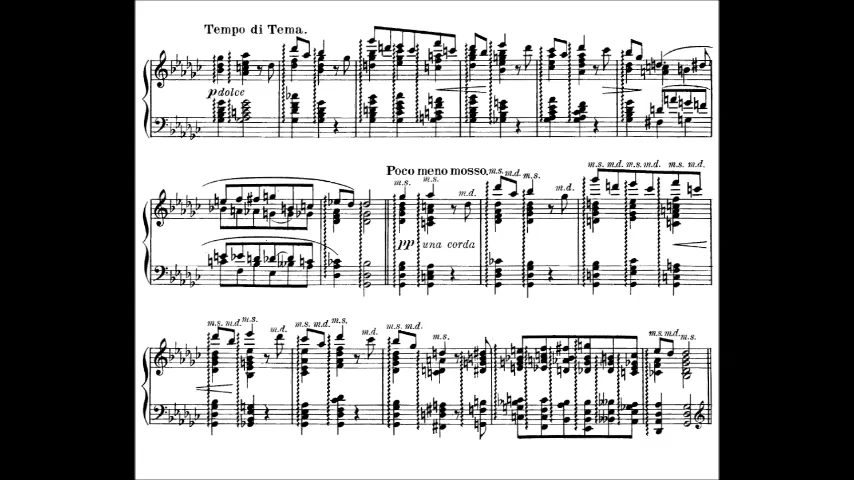 Tempo di Tema.
p dolce
Poco meno mosso.
m.s. m.s. m.d. m.s. m.d. m.s. m.d. m.s. m.d. m.s. m.d. m.s. m.d.
pp una corda
m.s. m.d. m.s. m.d. m.s. m.d. m.s. m.d. m.s. m.d. m.s. m.s. m.d. m.s.